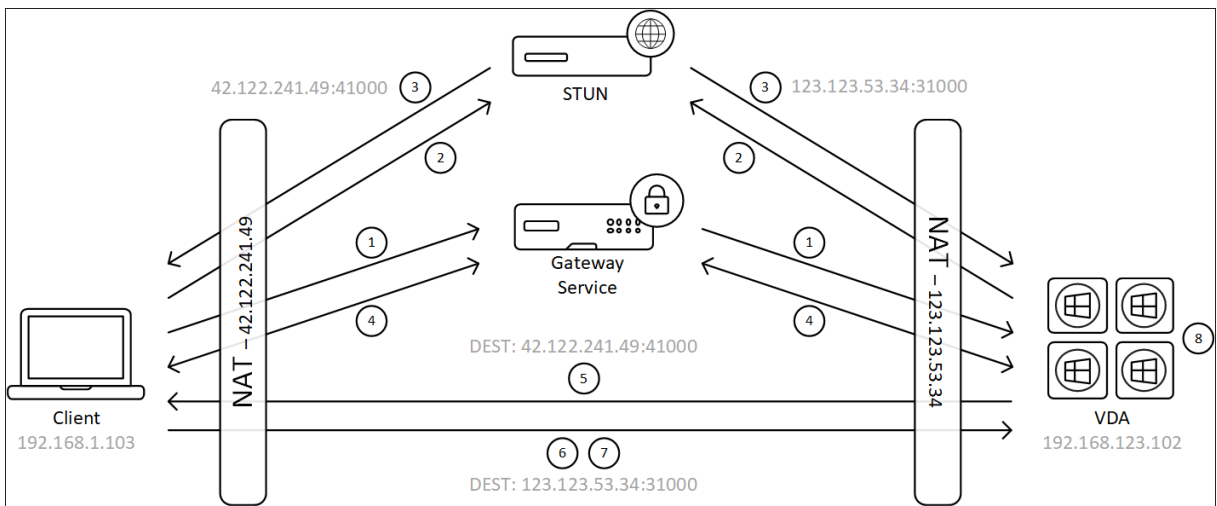 42.122.241.49:41000
3
STUN
3
123.123.53.34:31000
2
2
NAT – 42.122.241.49
NAT – 123.123.53.34
1
Gateway
Service
1
4
4
8
DEST: 42.122.241.49:41000
5
Client
192.168.1.103
VDA
192.168.123.102
6 7
DEST: 123.123.53.34:31000